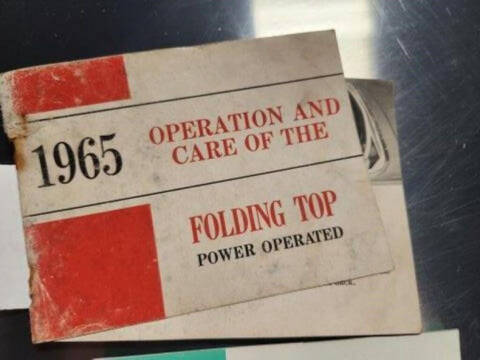 1965
OPERATION AND
CARE OF THE
FOLDING TOP
POWER OPERATED